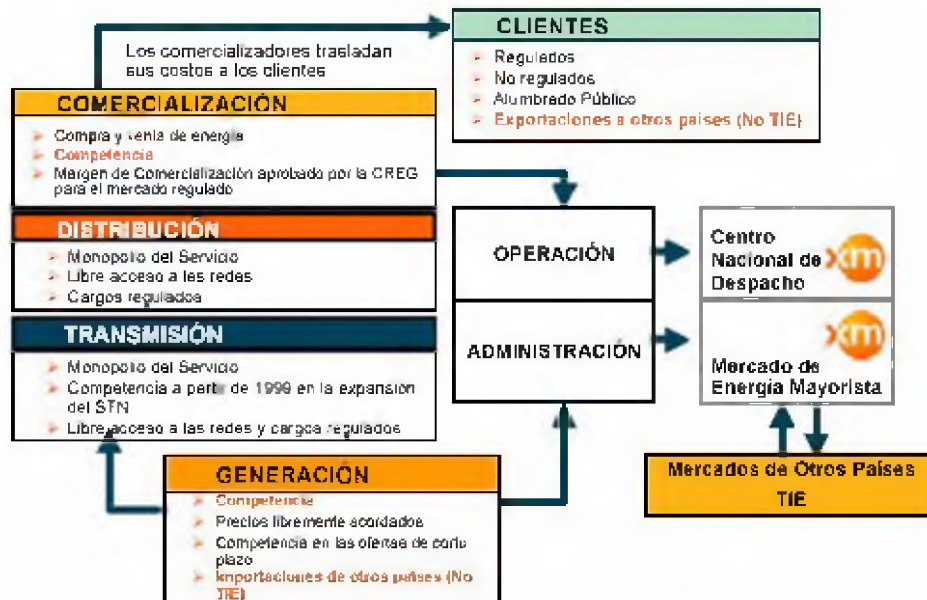 CLIENTES
➤ Regulados
➤ No regulados
➤ Alumbrado Público
➤ Exportaciones a otros países (No TIE)
Los comercializadores trasladan
sus costos a los clientes
COMERCIALIZACIÓN
➤ Compra y venta de energía
➤ Competencia
➤ Margen de Comercialización aprobado por la CREG
para el mercado regulado
DISTRIBUCIÓN
➤ Monopolio del Servicio
➤ Libre acceso a las redes
➤ Cargos regulados
TRANSMISIÓN
➤ Monopolio del Servicio
➤ Competencia a partir de 1999 en la expansión
del STN
➤ Libre acceso a las redes y cargos regulados
GENERACIÓN
➤ Competencia
➤ Precios libremente acordados
➤ Competencia en las ofertas de corto
plazo
➤ Importaciones de otros países (No
TIE)
OPERACIÓN
ADMINISTRACIÓN
Centro
Nacional de
Despacho
xm
xm
Mercado de
Energía Mayorista
Mercados de Otros Países
TIE